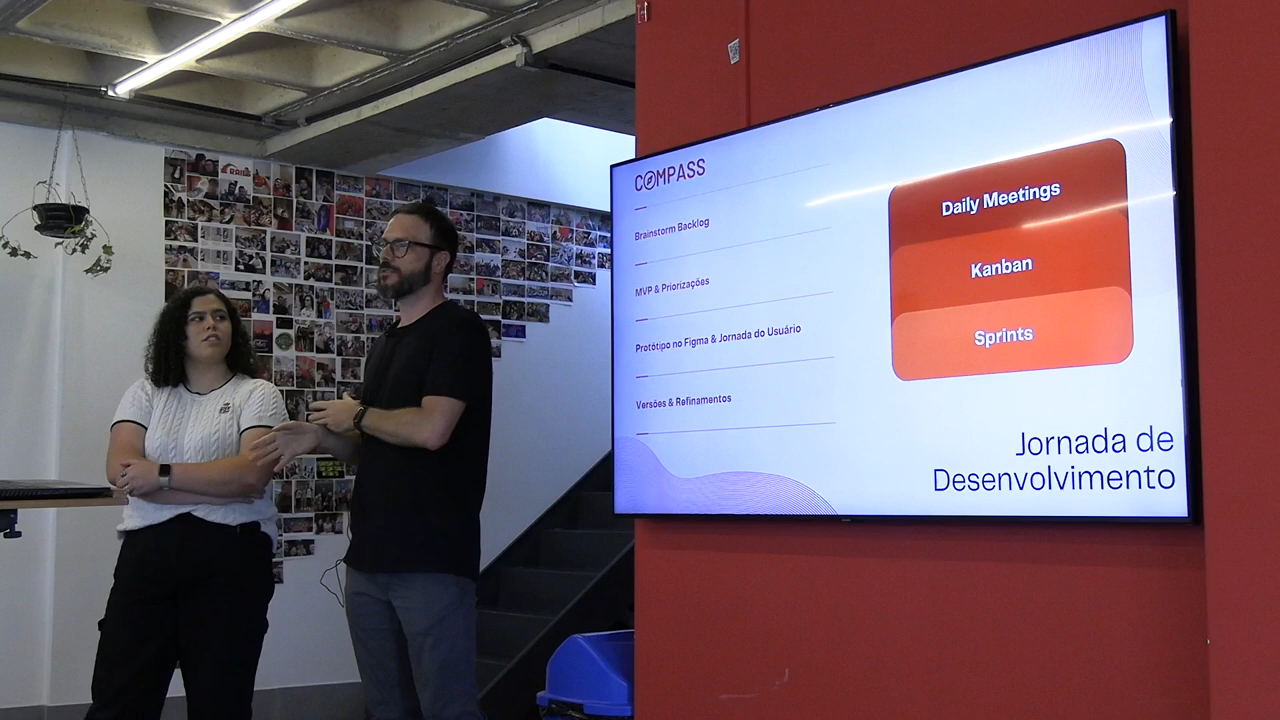 COMPASS
Brainstorm Backlog
MVP & Priorizações
Protótipo no Figma & Jornada do Usuário
Versões & Refinamentos
Daily Meetings
Kanban
Sprints
Jornada de
Desenvolvimento